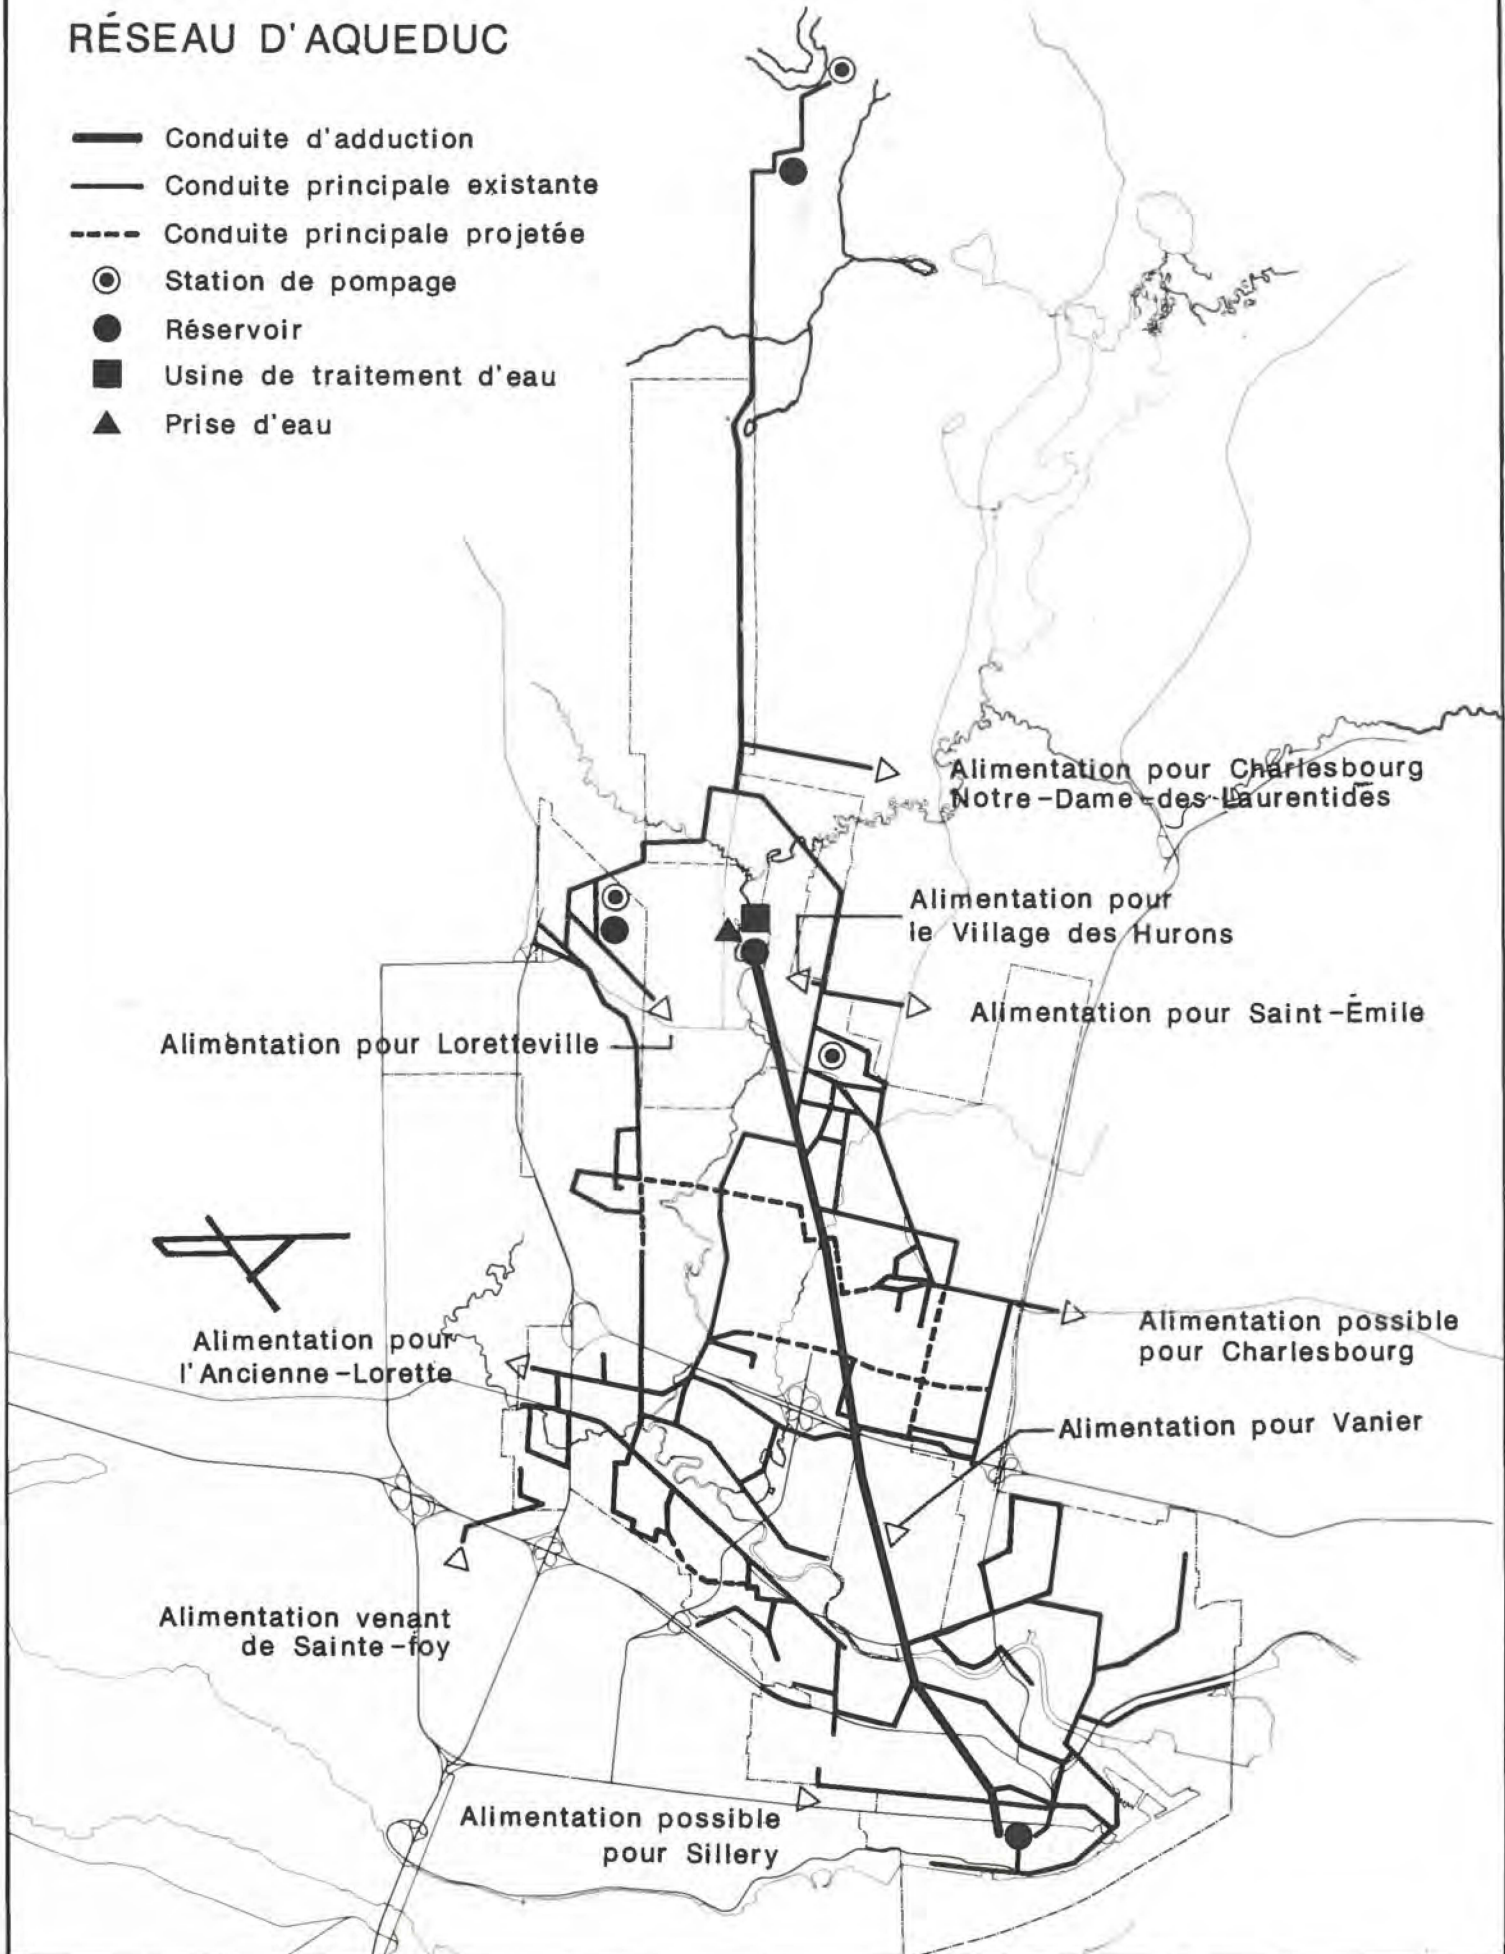 RÉSEAU D'AQUEDUC
Conduite d'adduction
Conduite principale existante
Conduite principale projetée
Station de pompage
Réservoir
Usine de traitement d'eau
Prise d'eau
Alimentation pour Charlesbourg
Notre-Dame-des-Laurentides
Alimentation pour
le Village des Hurons
Alimentation pour Saint-Émile
Alimentation pour Loretteville
Alimentation pour
l'Ancienne-Lorette
Alimentation possible
pour Charlesbourg
Alimentation pour Vanier
Alimentation venant
de Sainte-foy
Alimentation possible
pour Sillery